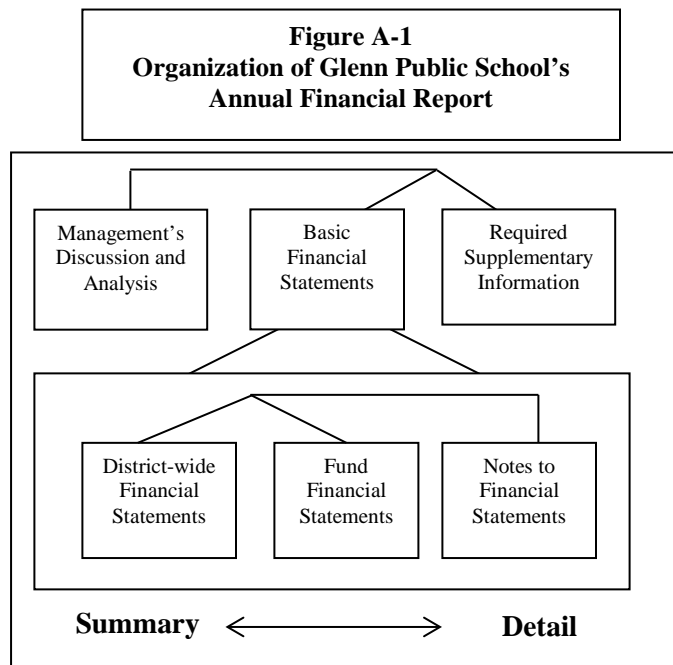 Figure A-1
Organization of Glenn Public School's
Annual Financial Report
Management's
Discussion and
Analysis
Basic
Financial
Statements
Required
Supplementary
Information
District-wide
Financial
Statements
Fund
Financial
Statements
Notes to
Financial
Statements
Summary
Detail